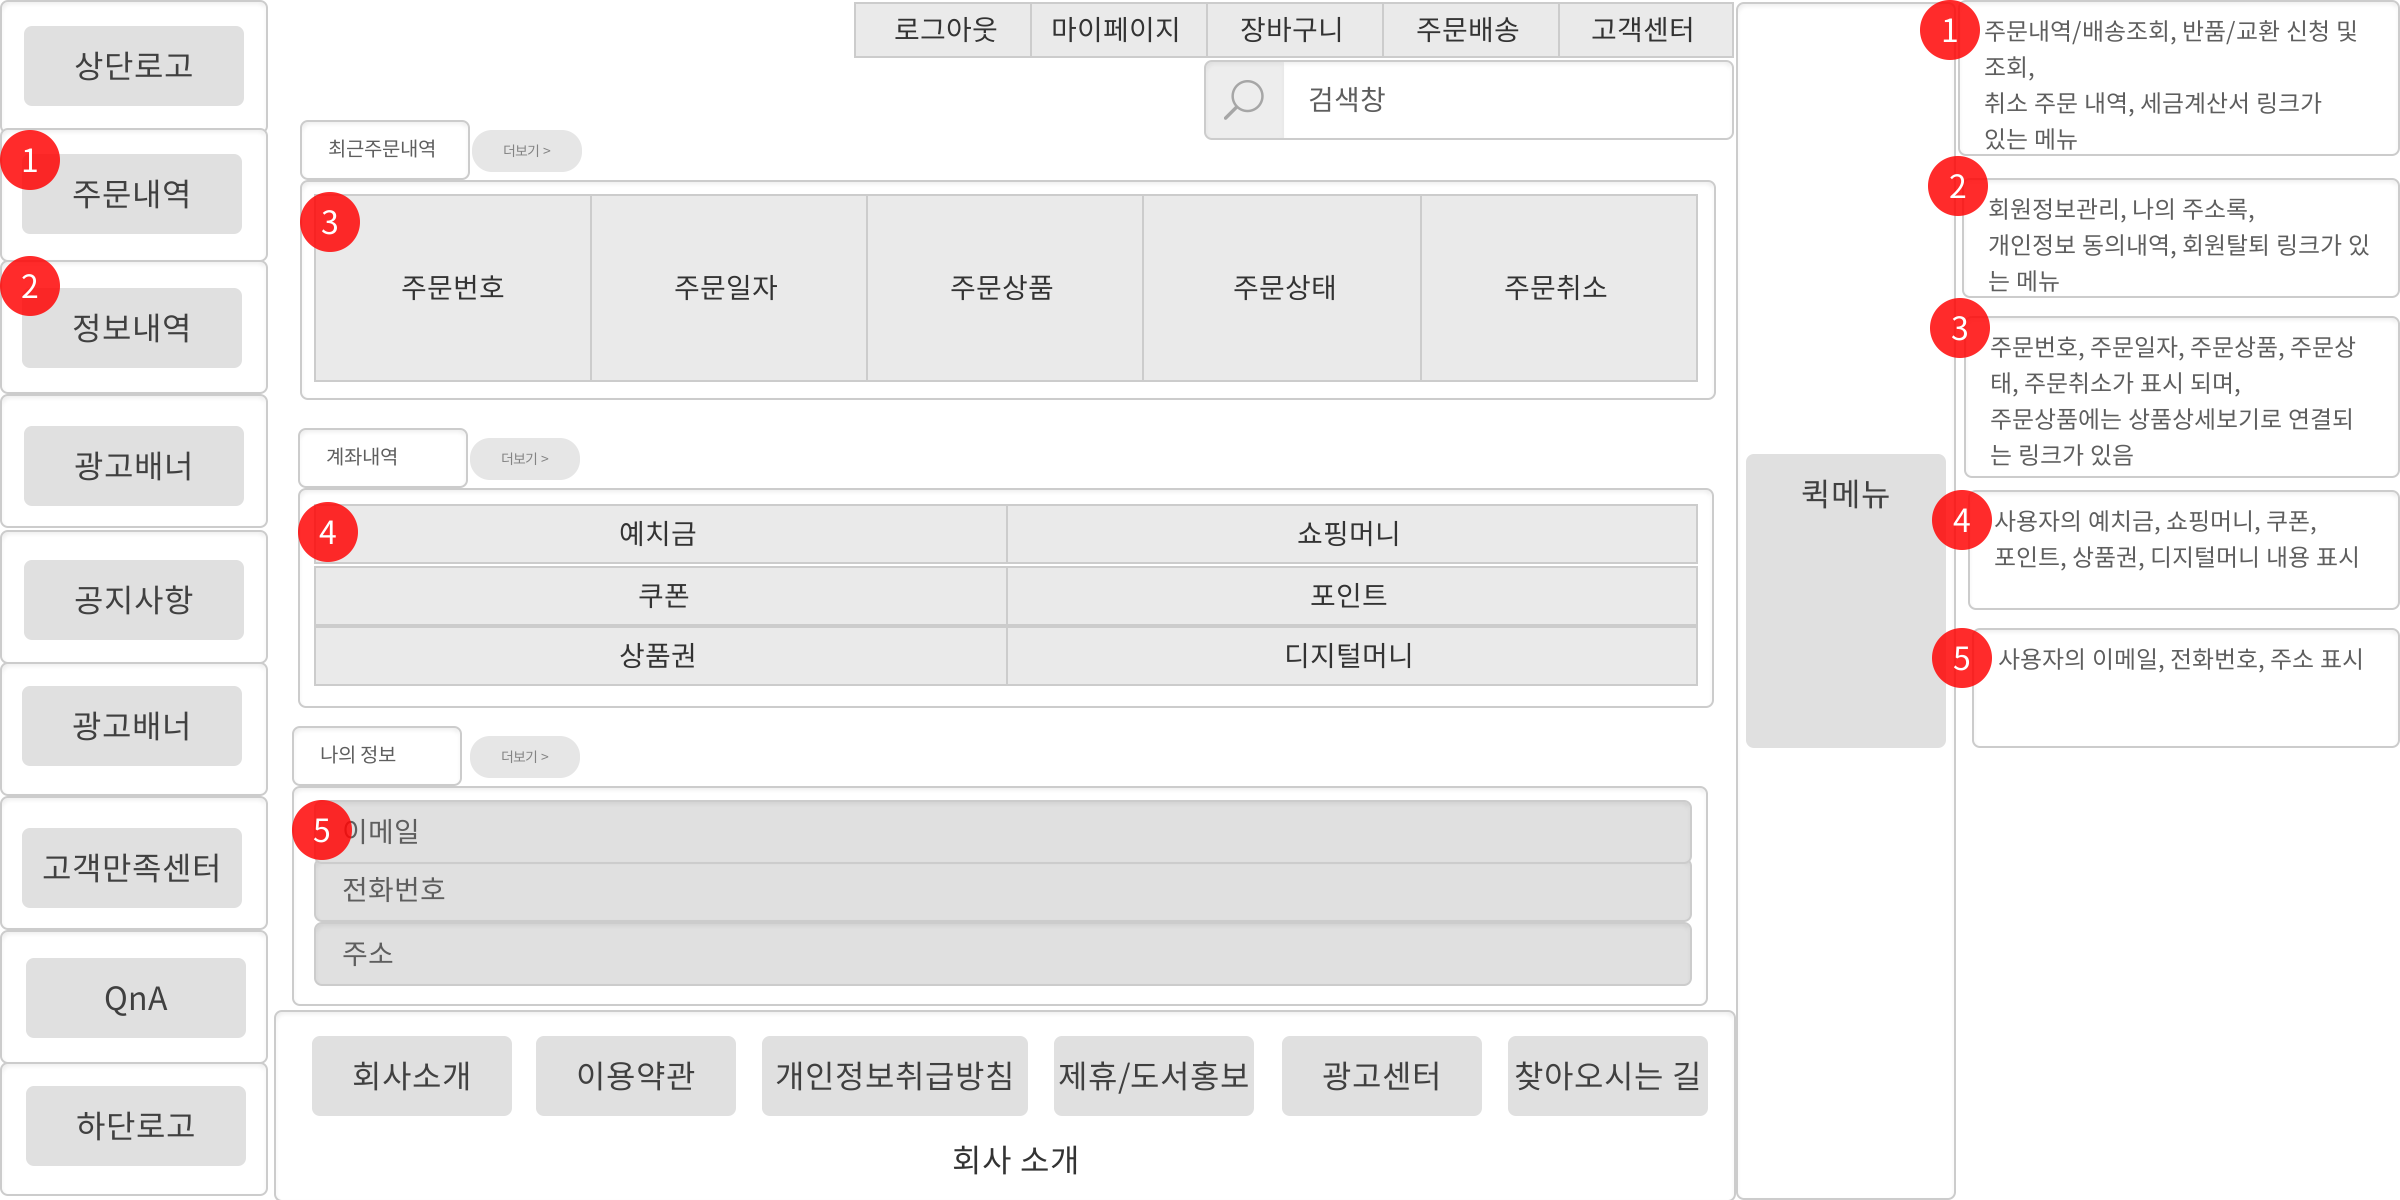 상단로고
1
주문내역
2
정보내역
광고배너
공지사항
광고배너
고객만족센터
QnA
하단로고
로그아웃 마이페이지 장바구니 주문배송 고객센터
검색창
최근주문내역 더보기 >
3
주문번호 주문일자 주문상품 주문상태 주문취소
계좌내역 더보기 >
4
예치금 쇼핑머니
쿠폰 포인트
상품권 디지털머니
나의 정보 더보기 >
5
이메일
전화번호
주소
회사소개 이용약관 개인정보취급방침 제휴/도서홍보 광고센터 찾아오시는 길
회사 소개
퀵메뉴
1
주문내역/배송조회, 반품/교환 신청 및
조회,
취소 주문 내역, 세금계산서 링크가
있는 메뉴
2
회원정보관리, 나의 주소록,
개인정보 동의내역, 회원탈퇴 링크가 있
는 메뉴
3
주문번호, 주문일자, 주문상품, 주문상
태, 주문취소가 표시 되며,
주문상품에는 상품상세보기로 연결되
는 링크가 있음
4
사용자의 예치금, 쇼핑머니, 쿠폰,
포인트, 상품권, 디지털머니 내용 표시
5
사용자의 이메일, 전화번호, 주소 표시